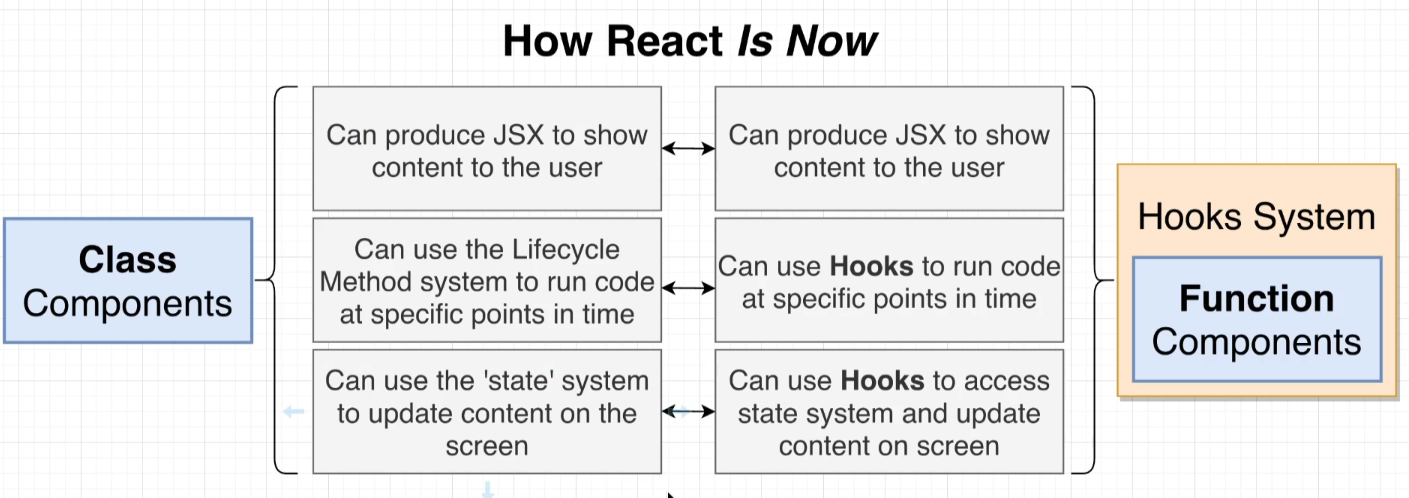 How React Is Now
Can produce JSX to show
content to the user
Can produce JSX to show
content to the user
Class
Components
Can use the Lifecycle
Method system to run code
at specific points in time
Can use Hooks to run code
at specific points in time
Can use the 'state' system
to update content on the
screen
Can use Hooks to access
state system and update
content on screen
Hooks System
Function
Components